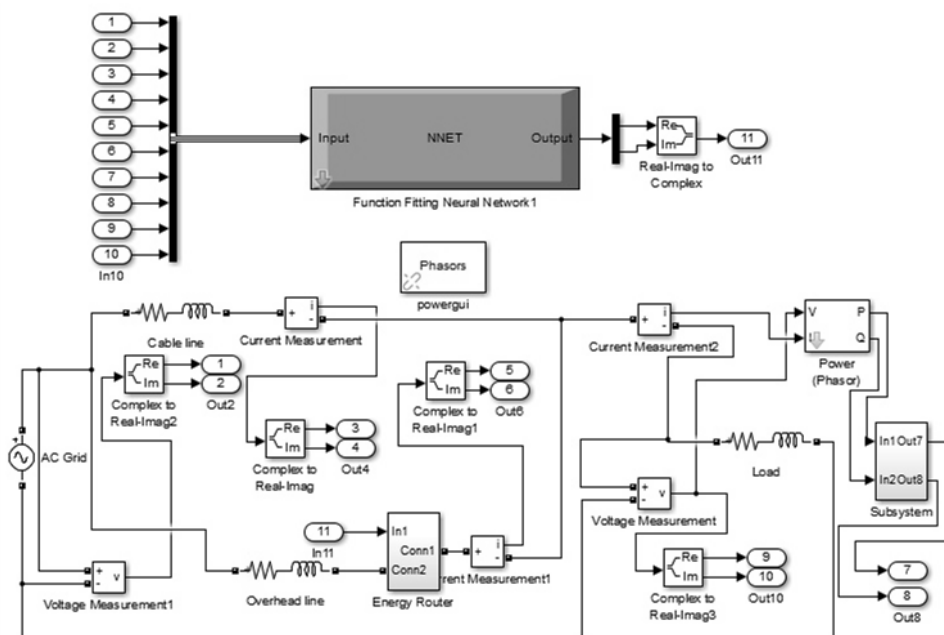 1
2
3
4
5
6
7
8
9
10
In10
Input
NNET
Output
Function Fitting Neural Network1
Re
Im
Real-Imag to
Complex
11
Out11
Phasors
powergui
Cable line
+
i
-
Current Measurement
+
i
-
Current Measurement2
V
I
P
Q
Power
(Phasor)
Re
Im
Complex to
Real-Imag2
1
2
Out2
Re
Im
Complex to
Real-Imag
3
4
Out4
Re
Im
Complex to
Real-Imag1
5
6
Out6
+
AC Grid
+
-
v
Voltage Measurement1
Overhead line
11
In11
In1
Conn1
Conn2
Energy Router
+
i
-
rrent Measurement1
Load
+
-
v
Voltage Measurement
Re
Im
Complex to
Real-Imag3
9
10
Out10
In1 Out7
In2 Out8
Subsystem
7
8
Out8